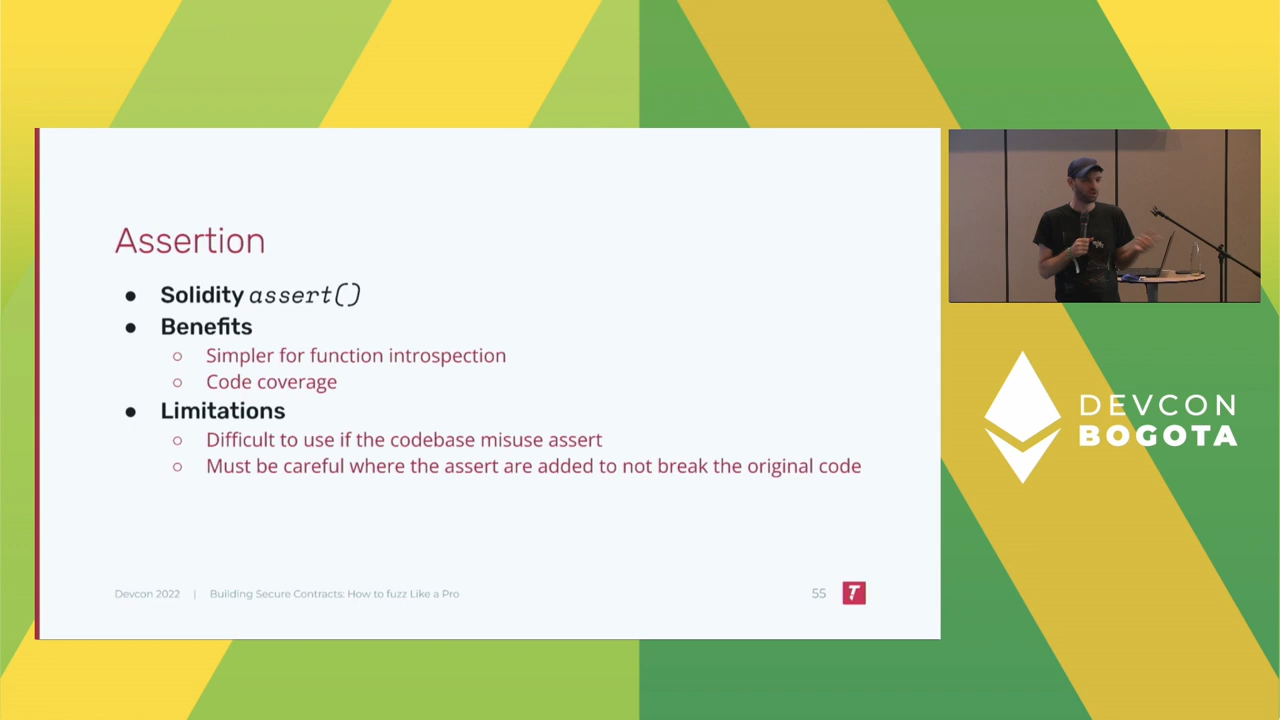 Assertion
● Solidity assert()
● Benefits
○ Simpler for function introspection
○ Code coverage
● Limitations
○ Difficult to use if the codebase misuse assert
○ Must be careful where the assert are added to not break the original code
Devcon 2022 | Building Secure Contracts: How to fuzz Like a Pro
55
DEVCON
BOGOTA